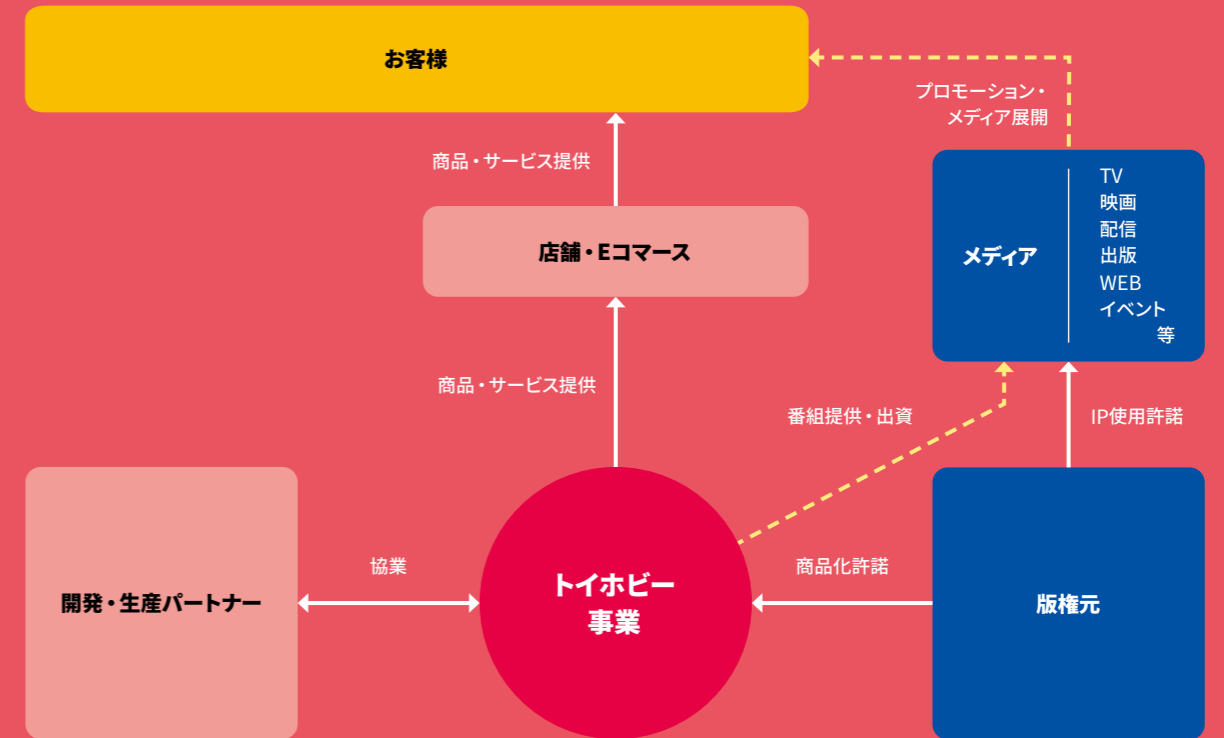 お客様
プロモーション・
メディア展開
商品・サービス提供
店舗・Eコマース
メディア
TV
映画
配信
出版
WEB
イベント
等
商品・サービス提供
番組提供・出資
IP使用許諾
開発・生産パートナー
協業
トイホビー
事業
商品化許諾
版権元